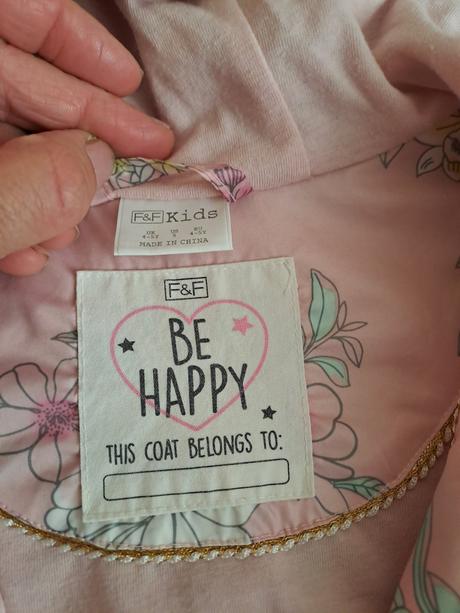 F&F Kids
UK US EU
4-5Y 5 4-5Y
MADE IN CHINA
F&F
BE
HAPPY
THIS COAT BELONGS TO: